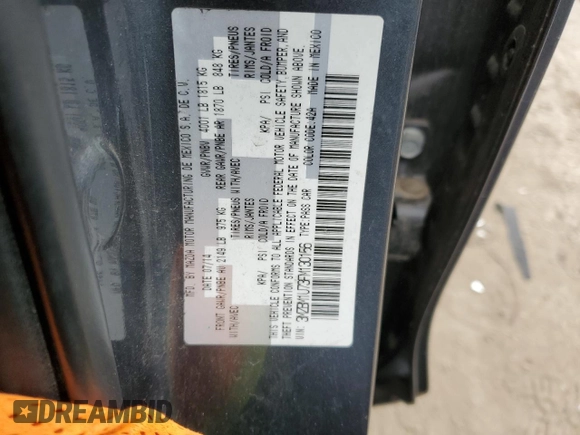 MFD. BY MAZDA MOTOR MANUFACTURING DE MEXICO S.A. DE C.V.
DATE 07/14 GVWR/PNBV 4001 LB 1815 KG
FRONT GAWR/PNBE AV 2149 LB 975 KG REAR GAWR/PNBE AR 1870 LB 848 KG
WITH/AVEC TIRES/PNEUS WITH/AVEC TIRES/PNEUS
RIMS/JANTES RIMS/JANTES
KPA/ PSI COLD/A FROID KPA/ PSI COLD/A FROID
THIS VEHICLE CONFORMS TO ALL APPLICABLE FEDERAL MOTOR VEHICLE SAFETY, BUMPER, AND
THEFT PREVENTION STANDARDS IN EFFECT ON THE DATE OF MANUFACTURE SHOWN ABOVE.
VIN: TYPE:PASS CAR COLOR CODE:42A MADE IN MEXICO
DREAMBID